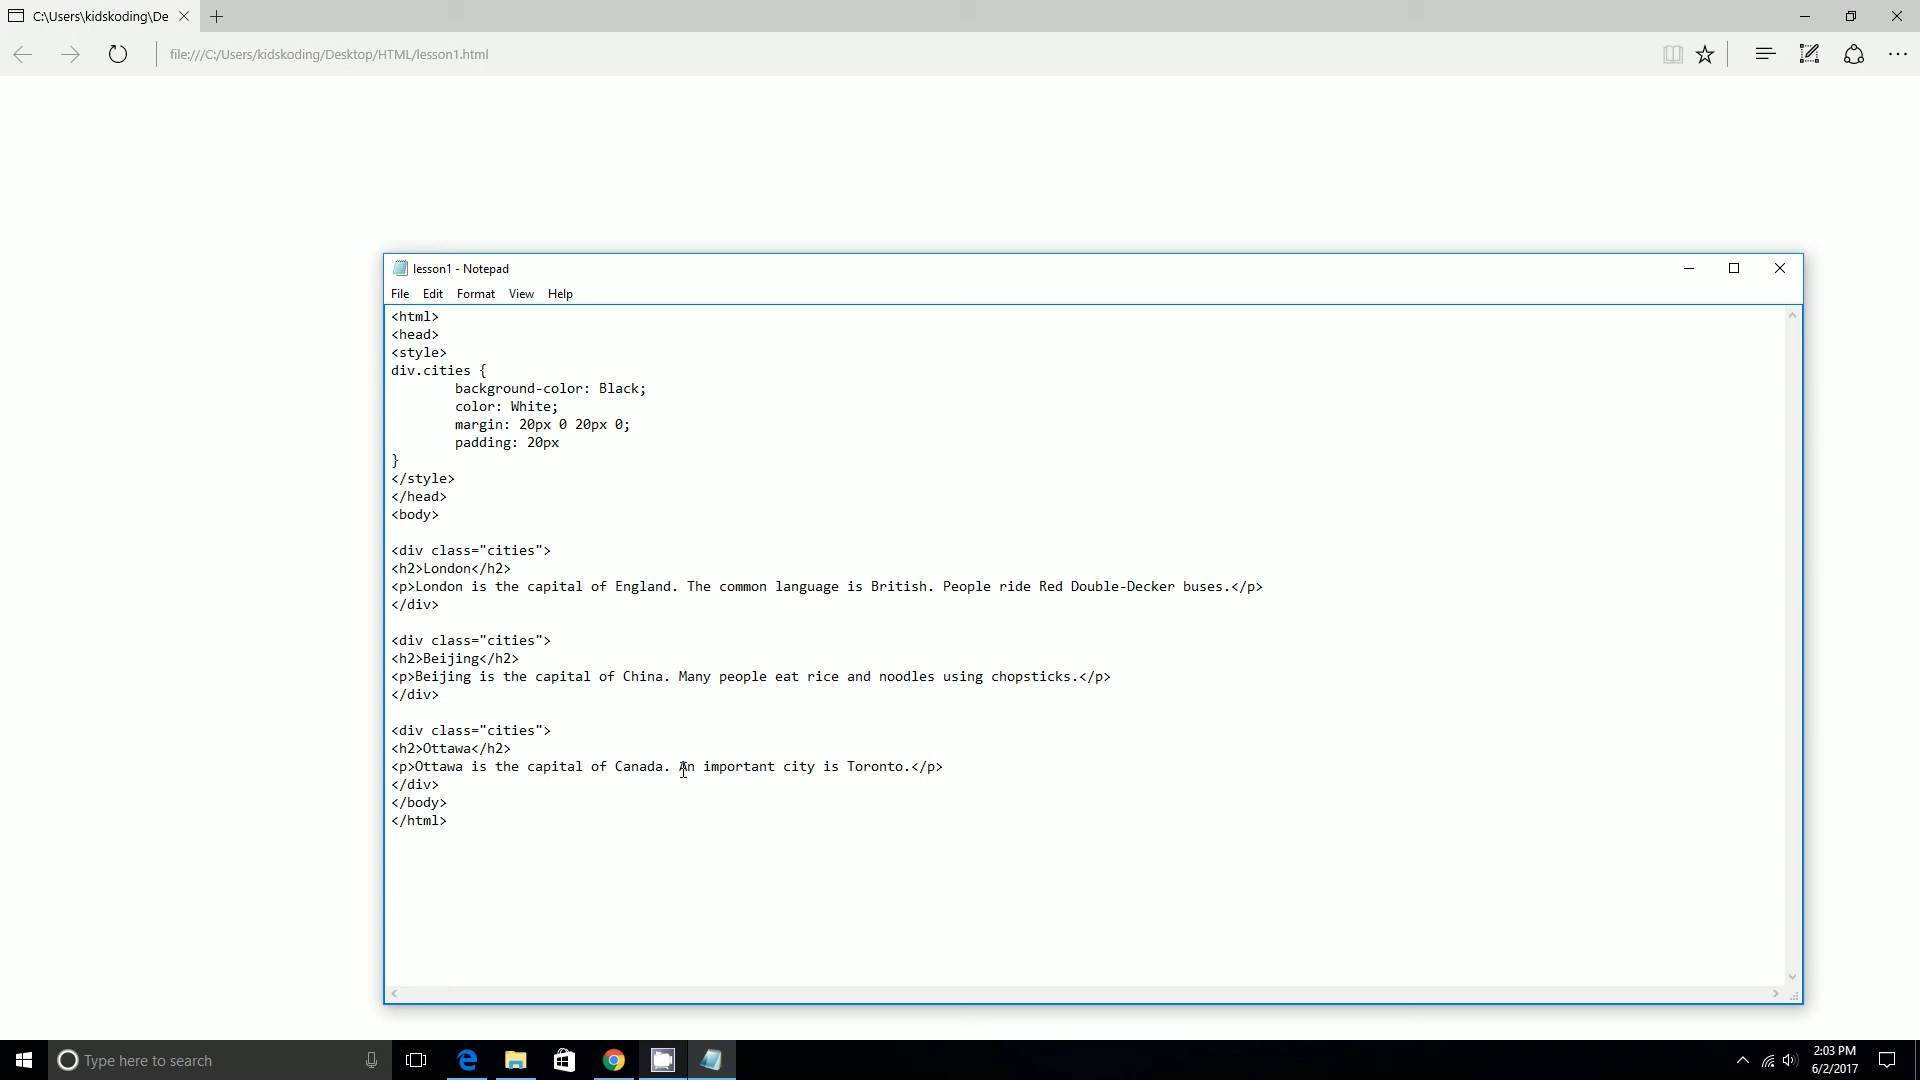 C:\Users\kidskoding\De
file:///C:/Users/kidskoding/Desktop/HTML/lesson1.html
lesson1 - Notepad
File Edit Format View Help
<html>
<head>
<style>
div.cities {
        background-color: Black;
        color: White;
        margin: 20px 0 20px 0;
        padding: 20px
}
</style>
</head>
<body>

<div class="cities">
<h2>London</h2>
<p>London is the capital of England. The common language is British. People ride Red Double-Decker buses.</p>
</div>

<div class="cities">
<h2>Beijing</h2>
<p>Beijing is the capital of China. Many people eat rice and noodles using chopsticks.</p>
</div>

<div class="cities">
<h2>Ottawa</h2>
<p>Ottawa is the capital of Canada. An important city is Toronto.</p>
</div>
</body>
</html>
Type here to search
2:03 PM
6/2/2017